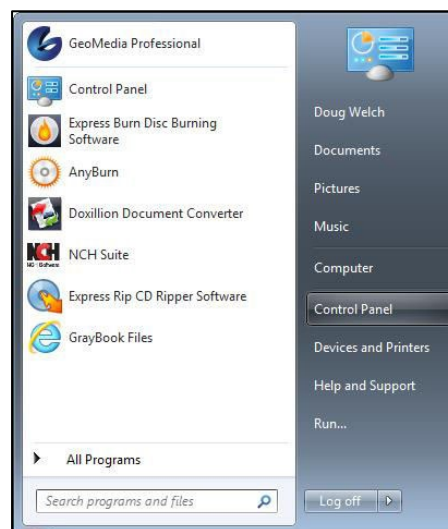 GeoMedia Professional
Control Panel
Express Burn Disc Burning
Software
AnyBurn
Doxillion Document Converter
NCH
NCH Suite
Express Rip CD Ripper Software
GrayBook Files
All Programs
Search programs and files
Doug Welch
Documents
Pictures
Music
Computer
Control Panel
Devices and Printers
Help and Support
Run...
Log off